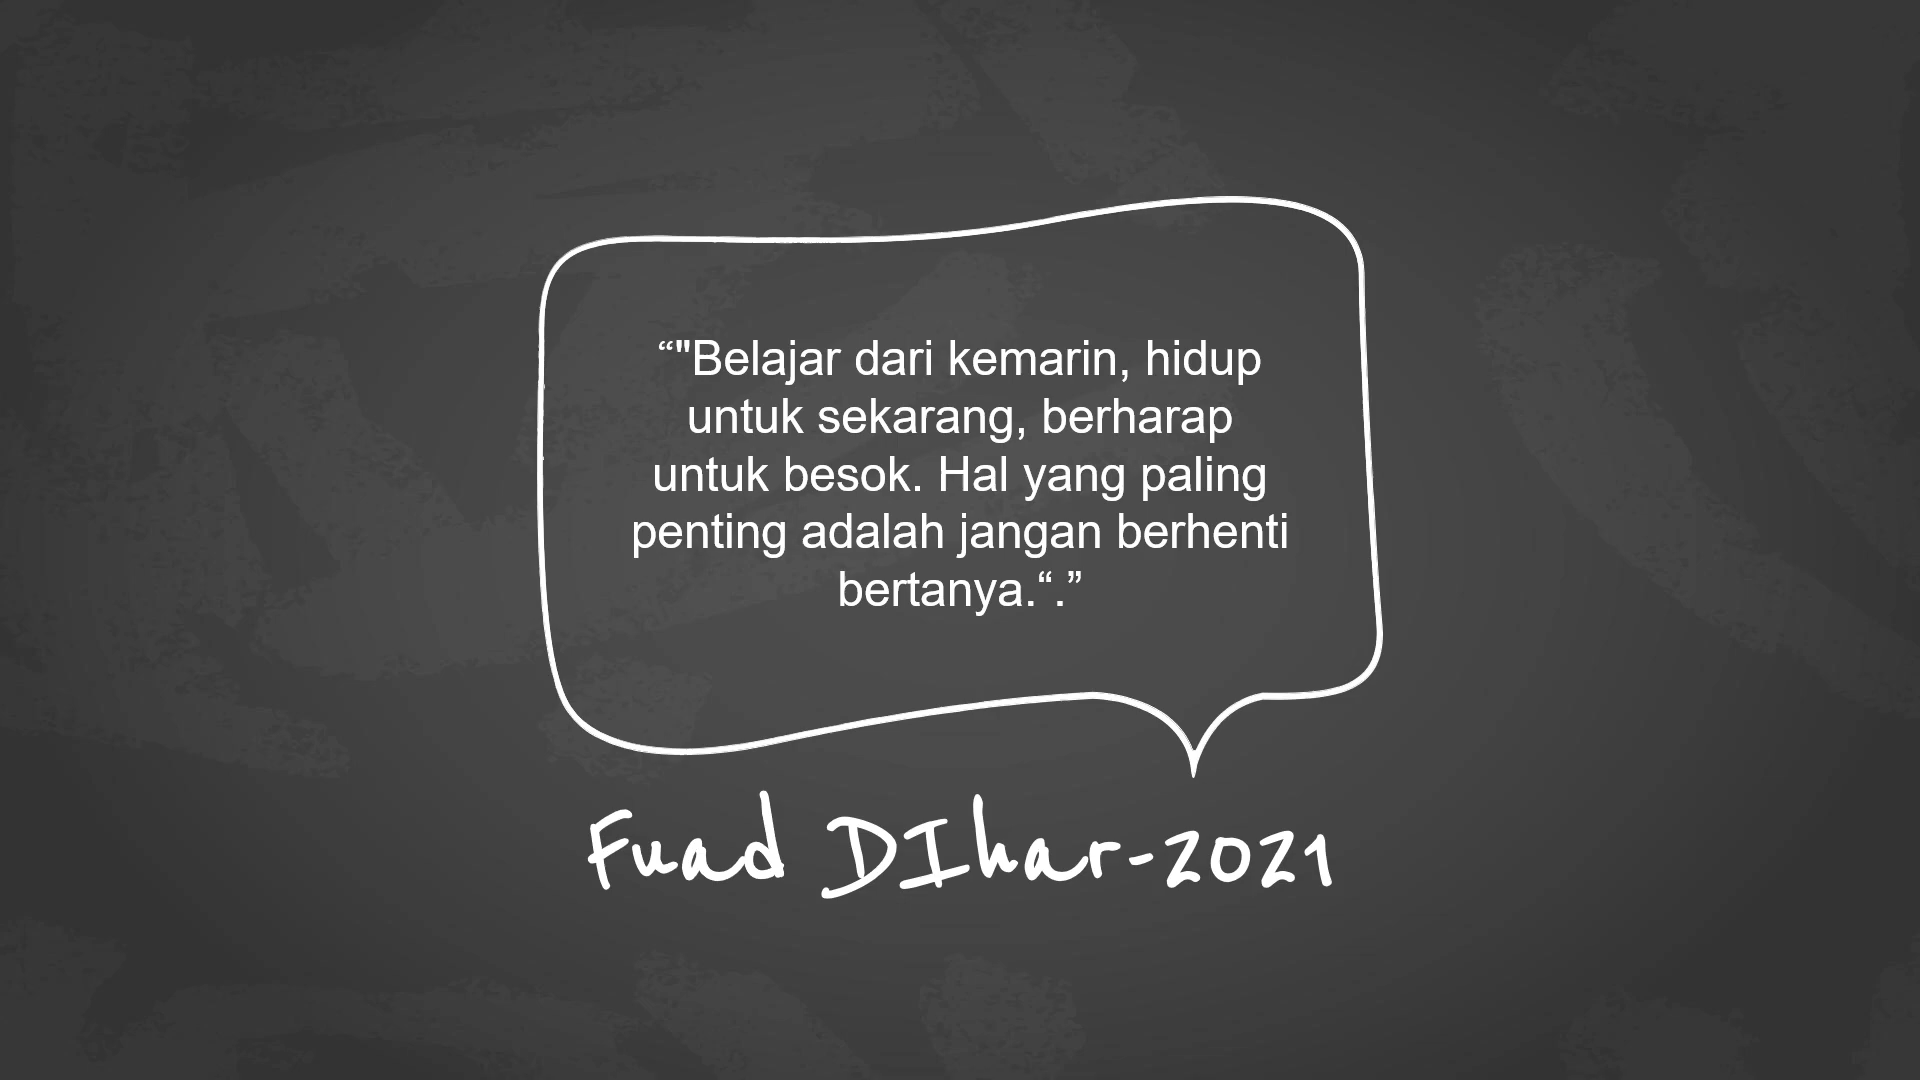 “"Belajar dari kemarin, hidup
untuk sekarang, berharap
untuk besok. Hal yang paling
penting adalah jangan berhenti
bertanya.“.”
Fuad DIhar-2021